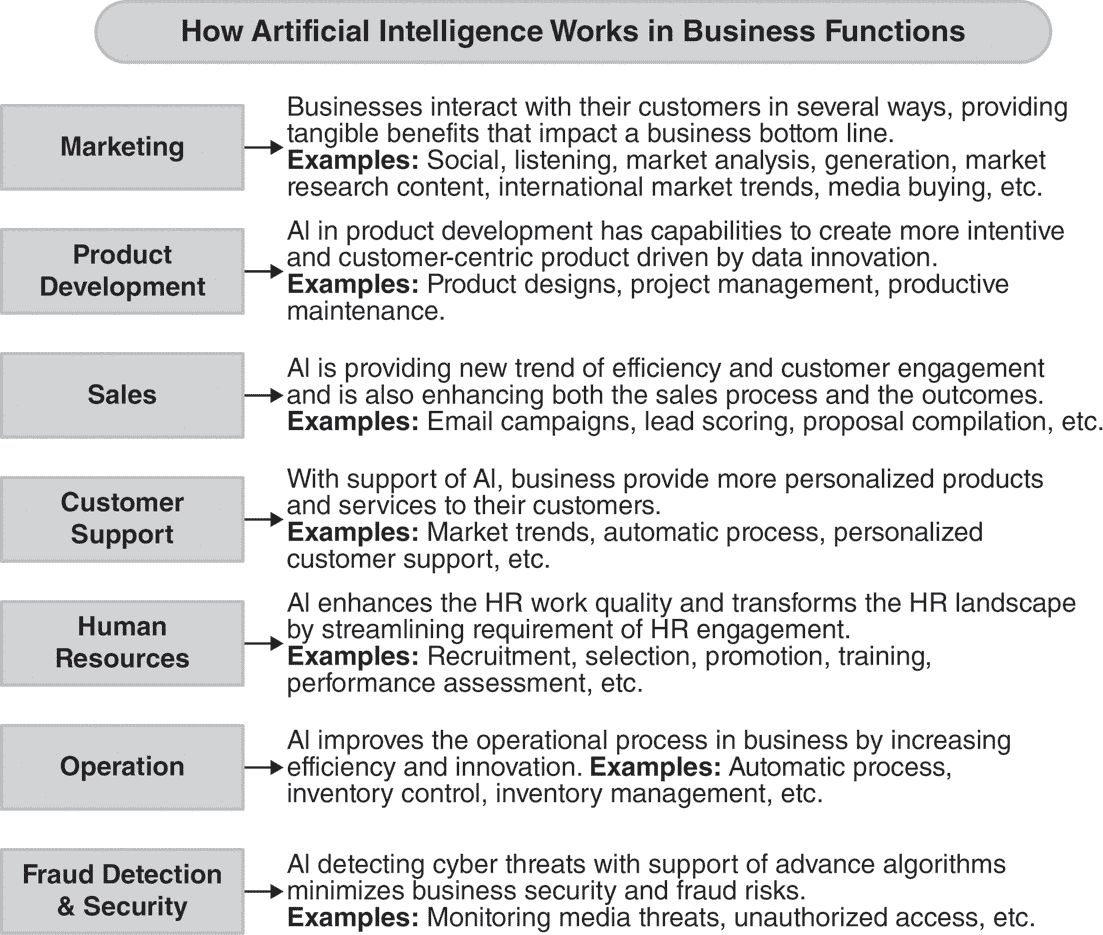 How Artificial Intelligence Works in Business Functions
Marketing
Businesses interact with their customers in several ways, providing
tangible benefits that impact a business bottom line.
Examples: Social, listening, market analysis, generation, market
research content, international market trends, media buying, etc.
Product
Development
AI in product development has capabilities to create more intentive
and customer-centric product driven by data innovation.
Examples: Product designs, project management, productive
maintenance.
Sales
AI is providing new trend of efficiency and customer engagement
and is also enhancing both the sales process and the outcomes.
Examples: Email campaigns, lead scoring, proposal compilation, etc.
Customer
Support
With support of AI, business provide more personalized products
and services to their customers.
Examples: Market trends, automatic process, personalized
customer support, etc.
Human
Resources
AI enhances the HR work quality and transforms the HR landscape
by streamlining requirement of HR engagement.
Examples: Recruitment, selection, promotion, training,
performance assessment, etc.
Operation
AI improves the operational process in business by increasing
efficiency and innovation. Examples: Automatic process,
inventory control, inventory management, etc.
Fraud Detection
& Security
AI detecting cyber threats with support of advance algorithms
minimizes business security and fraud risks.
Examples: Monitoring media threats, unauthorized access, etc.